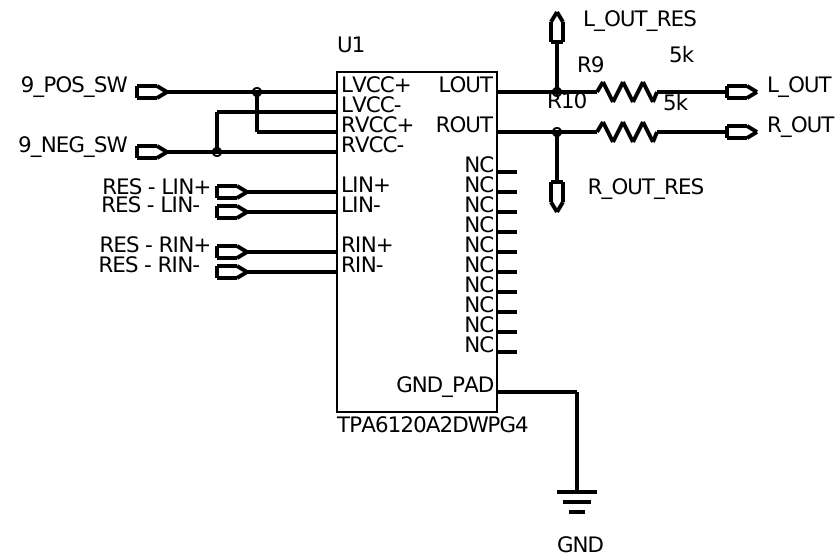 L_OUT_RES
U1
R9
5k
9_POS_SW
LVCC+
LOUT
L_OUT
LVCC-
R10
5k
RVCC+
ROUT
R_OUT
9_NEG_SW
RVCC-
NC
RES - LIN+
LIN+
NC
R_OUT_RES
RES - LIN-
LIN-
NC
NC
RES - RIN+
RIN+
NC
RES - RIN-
RIN-
NC
NC
NC
NC
NC
GND_PAD
TPA6120A2DWPG4
GND